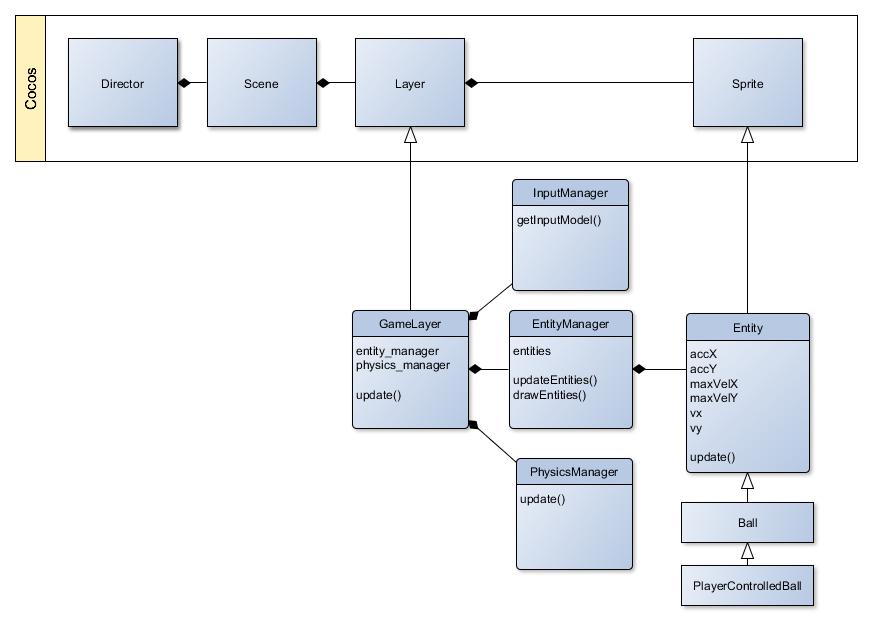 Cocos
Director
Scene
Layer
Sprite
InputManager
getInputModel()
GameLayer
entity_manager
physics_manager
update()
EntityManager
entities
updateEntities()
drawEntities()
Entity
accX
accY
maxVelX
maxVelY
vx
vy
update()
PhysicsManager
update()
Ball
PlayerControlledBall